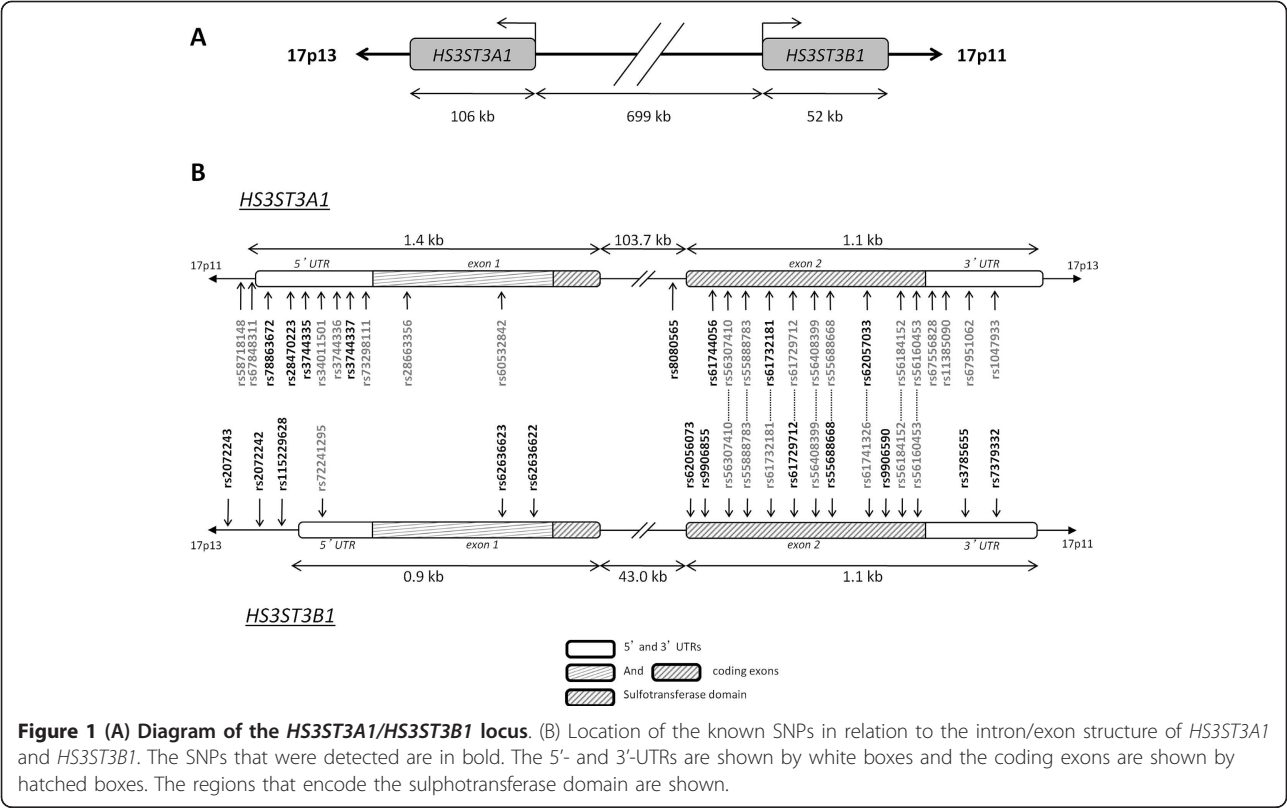 A
17p13
HS3ST3A1
HS3ST3B1
17p11
106 kb
699 kb
52 kb
B
HS3ST3A1
1.4 kb
103.7 kb
1.1 kb
17p11
5' UTR
exon 1
exon 2
3' UTR
17p13
rs58718148
rs67848311
rs78863672
rs28470223
rs3744335
rs34011501
rs3744336
rs3744337
rs73298111
rs28663356
rs60532842
rs8080565
rs61744056
rs56307410
rs55888783
rs61732181
rs61729712
rs56408399
rs55688668
rs62057033
rs56184152
rs56160453
rs67556828
rs11385090
rs67951062
rs1047933
rs2072243
rs2072242
rs115229628
rs72241295
rs62636623
rs62636622
rs62056073
rs9906855
rs56307410
rs55888783
rs61732181
rs61729712
rs56408399
rs55688668
rs61741326
rs9906590
rs56184152
rs56160453
rs3785655
rs7379332
17p13
5' UTR
exon 1
exon 2
3' UTR
17p11
0.9 kb
43.0 kb
1.1 kb
HS3ST3B1
5' and 3' UTRs
And
coding exons
Sulfotransferase domain
Figure 1 (A) Diagram of the HS3ST3A1/HS3ST3B1 locus. (B) Location of the known SNPs in relation to the intron/exon structure of HS3ST3A1
and HS3ST3B1. The SNPs that were detected are in bold. The 5'- and 3'-UTRs are shown by white boxes and the coding exons are shown by
hatched boxes. The regions that encode the sulphotransferase domain are shown.